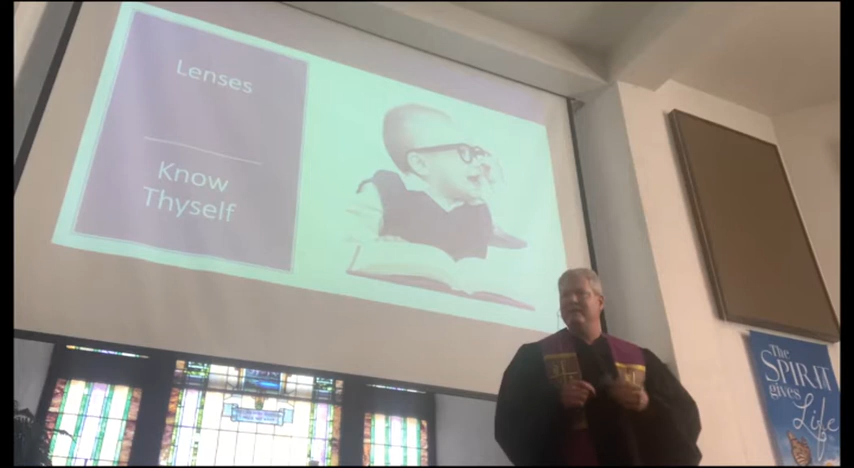 Lenses
Know
Thyself
The
SPIRIT
gives
Life